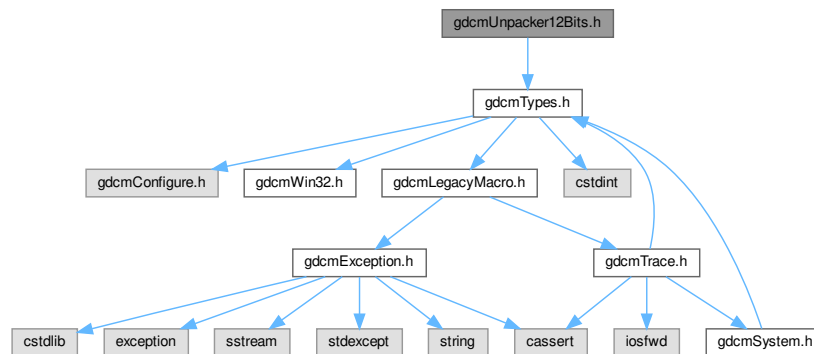 gdcmUnpacker12Bits.h
gdcmTypes.h
gdcmConfigure.h
gdcmWin32.h
gdcmLegacyMacro.h
cstdint
gdcmException.h
gdcmTrace.h
cstdlib
exception
sstream
stdexcept
string
cassert
iosfwd
gdcmSystem.h